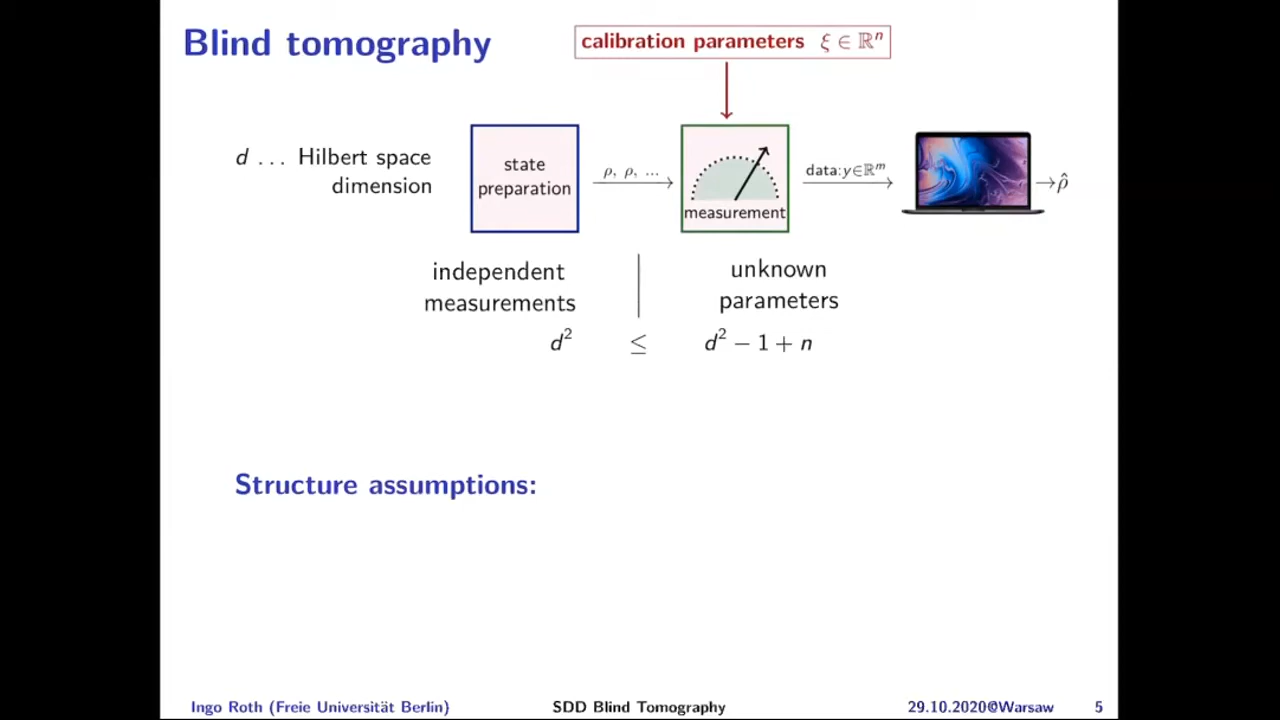 Blind tomography
calibration parameters ξ ∈ ℝⁿ
d ... Hilbert space
dimension
state
preparation
ρ, ρ, ...
measurement
data:y∈ℝᵐ
→ρ̂
independent
measurements
unknown
parameters
d² ≤ d² − 1 + n
Structure assumptions:
Ingo Roth (Freie Universität Berlin) SDD Blind Tomography 29.10.2020@Warsaw 5